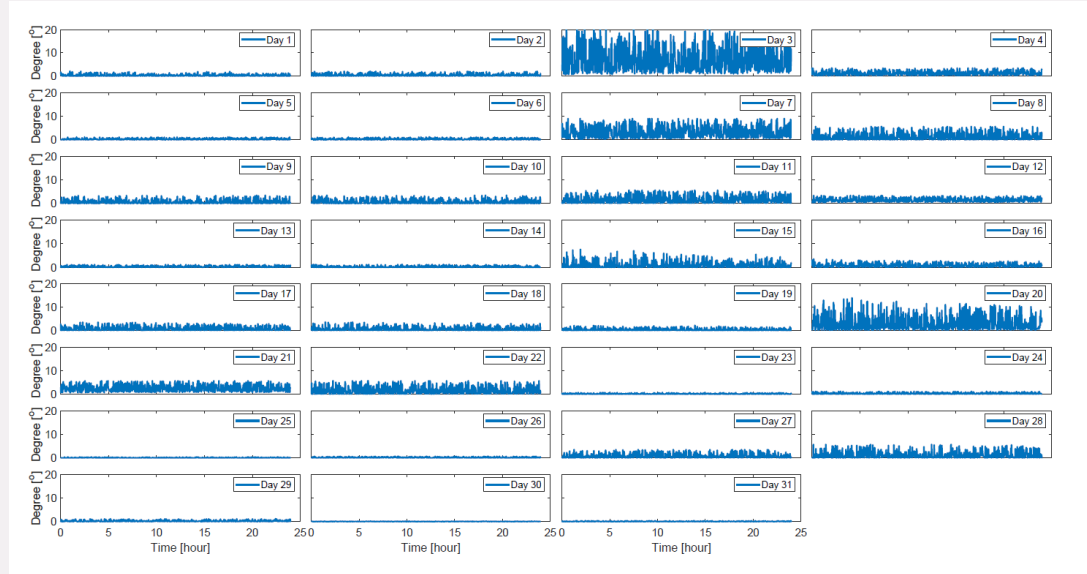 Degree [°] 20 10 0 Day 1 Day 2 Day 3 Day 4
Degree [°] 20 10 0 Day 5 Day 6 Day 7 Day 8
Degree [°] 20 10 0 Day 9 Day 10 Day 11 Day 12
Degree [°] 20 10 0 Day 13 Day 14 Day 15 Day 16
Degree [°] 20 10 0 Day 17 Day 18 Day 19 Day 20
Degree [°] 20 10 0 Day 21 Day 22 Day 23 Day 24
Degree [°] 20 10 0 Day 25 Day 26 Day 27 Day 28
Degree [°] 20 10 0 Day 29 Day 30 Day 31
0 5 10 15 20 25 0 5 10 15 20 25 0 5 10 15 20 25
Time [hour] Time [hour] Time [hour]